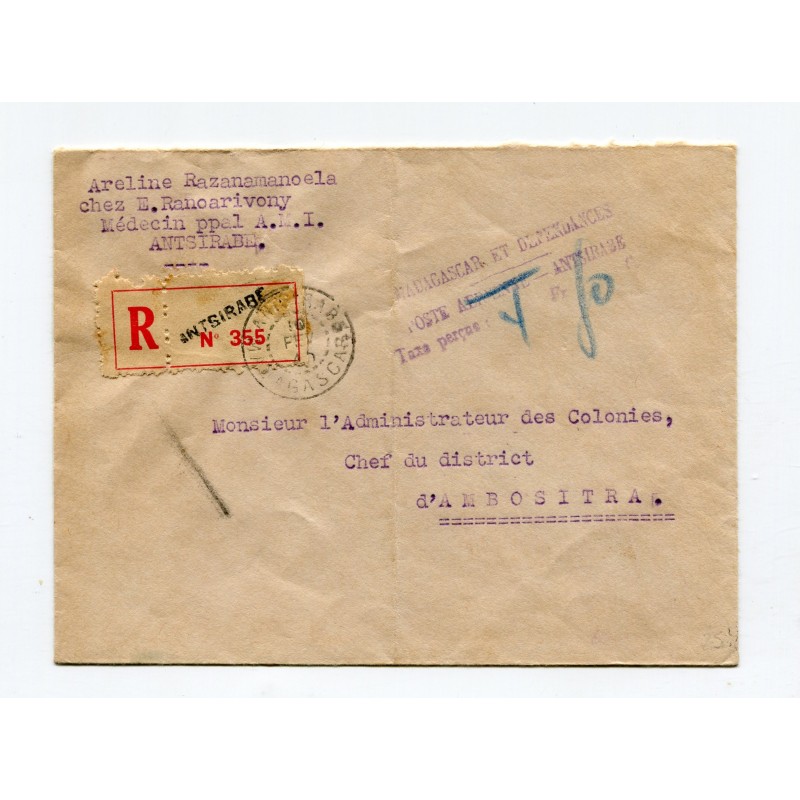 Areline Razanamanoela
chez E.Ranoarivony
Médecin ppal A.M.I.
ANTSIRABE.
R
ANTSIRABE
N° 355
MADAGASCAR ET DEPENDANCES
POSTE ANTSIRABE
Taxe perçue: Fr C
T
Monsieur l'Administrateur des Colonies,
Chef du district
d'AMBOSITRA.